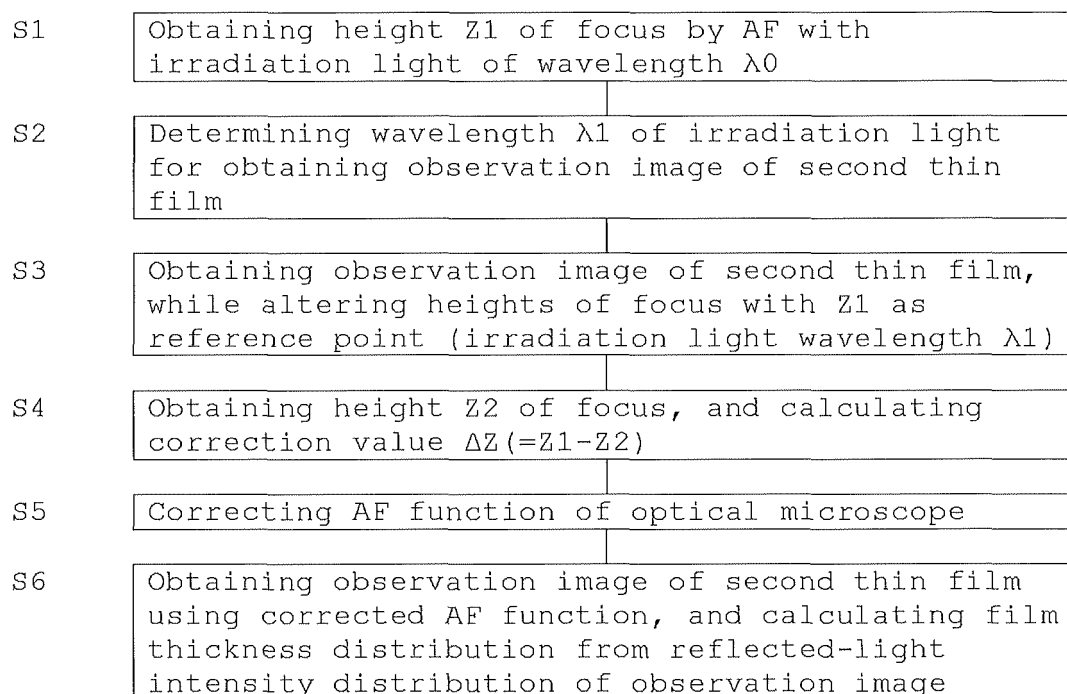 S1 Obtaining height Z1 of focus by AF with
irradiation light of wavelength λ0
S2 Determining wavelength λ1 of irradiation light
for obtaining observation image of second thin
film
S3 Obtaining observation image of second thin film,
while altering heights of focus with Z1 as
reference point (irradiation light wavelength λ1)
S4 Obtaining height Z2 of focus, and calculating
correction value ΔZ(=Z1-Z2)
S5 Correcting AF function of optical microscope
S6 Obtaining observation image of second thin film
using corrected AF function, and calculating film
thickness distribution from reflected-light
intensity distribution of observation image